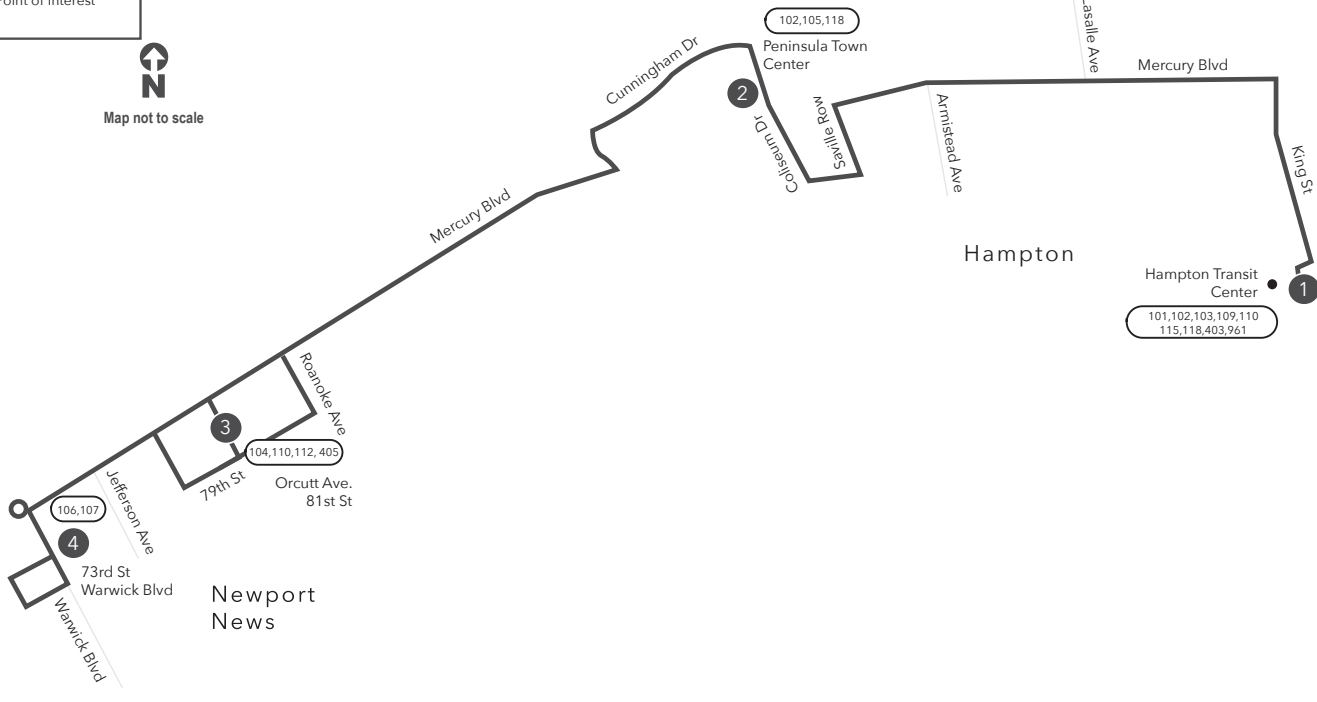 Point of Interest
N
Map not to scale
102,105,118
Peninsula Town
Center
2
Cunningham Dr
Coliseum Dr
Saville Row
Lasalle Ave
Mercury Blvd
Armistead Ave
King St
Mercury Blvd
Hampton
Hampton Transit
Center
1
101,102,103,109,110
115,118,403,961
Roanoke Ave
3
104,110,112, 405
79th St
Orcutt Ave.
81st St
Jefferson Ave
106,107
4
73rd St
Warwick Blvd
Warwick Blvd
Newport
News